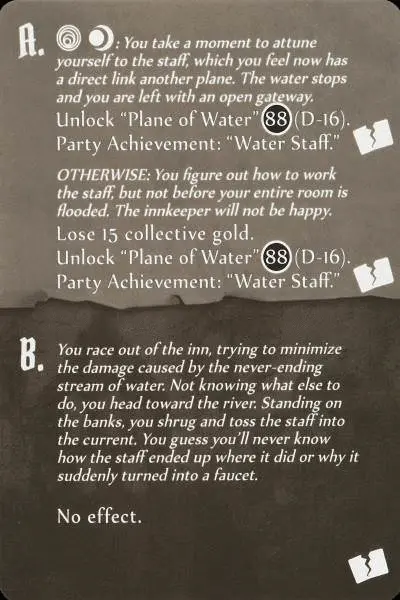 A. : You take a moment to attune
yourself to the staff, which you feel now has
a direct link another plane. The water stops
and you are left with an open gateway.
Unlock “Plane of Water” 88 (D-16).
Party Achievement: “Water Staff.”
OTHERWISE: You figure out how to work
the staff, but not before your entire room is
flooded. The innkeeper will not be happy.
Lose 15 collective gold.
Unlock “Plane of Water” 88 (D-16).
Party Achievement: “Water Staff.”
B. You race out of the inn, trying to minimize
the damage caused by the never-ending
stream of water. Not knowing what else to
do, you head toward the river. Standing on
the banks, you shrug and toss the staff into
the current. You guess you’ll never know
how the staff ended up where it did or why it
suddenly turned into a faucet.
No effect.